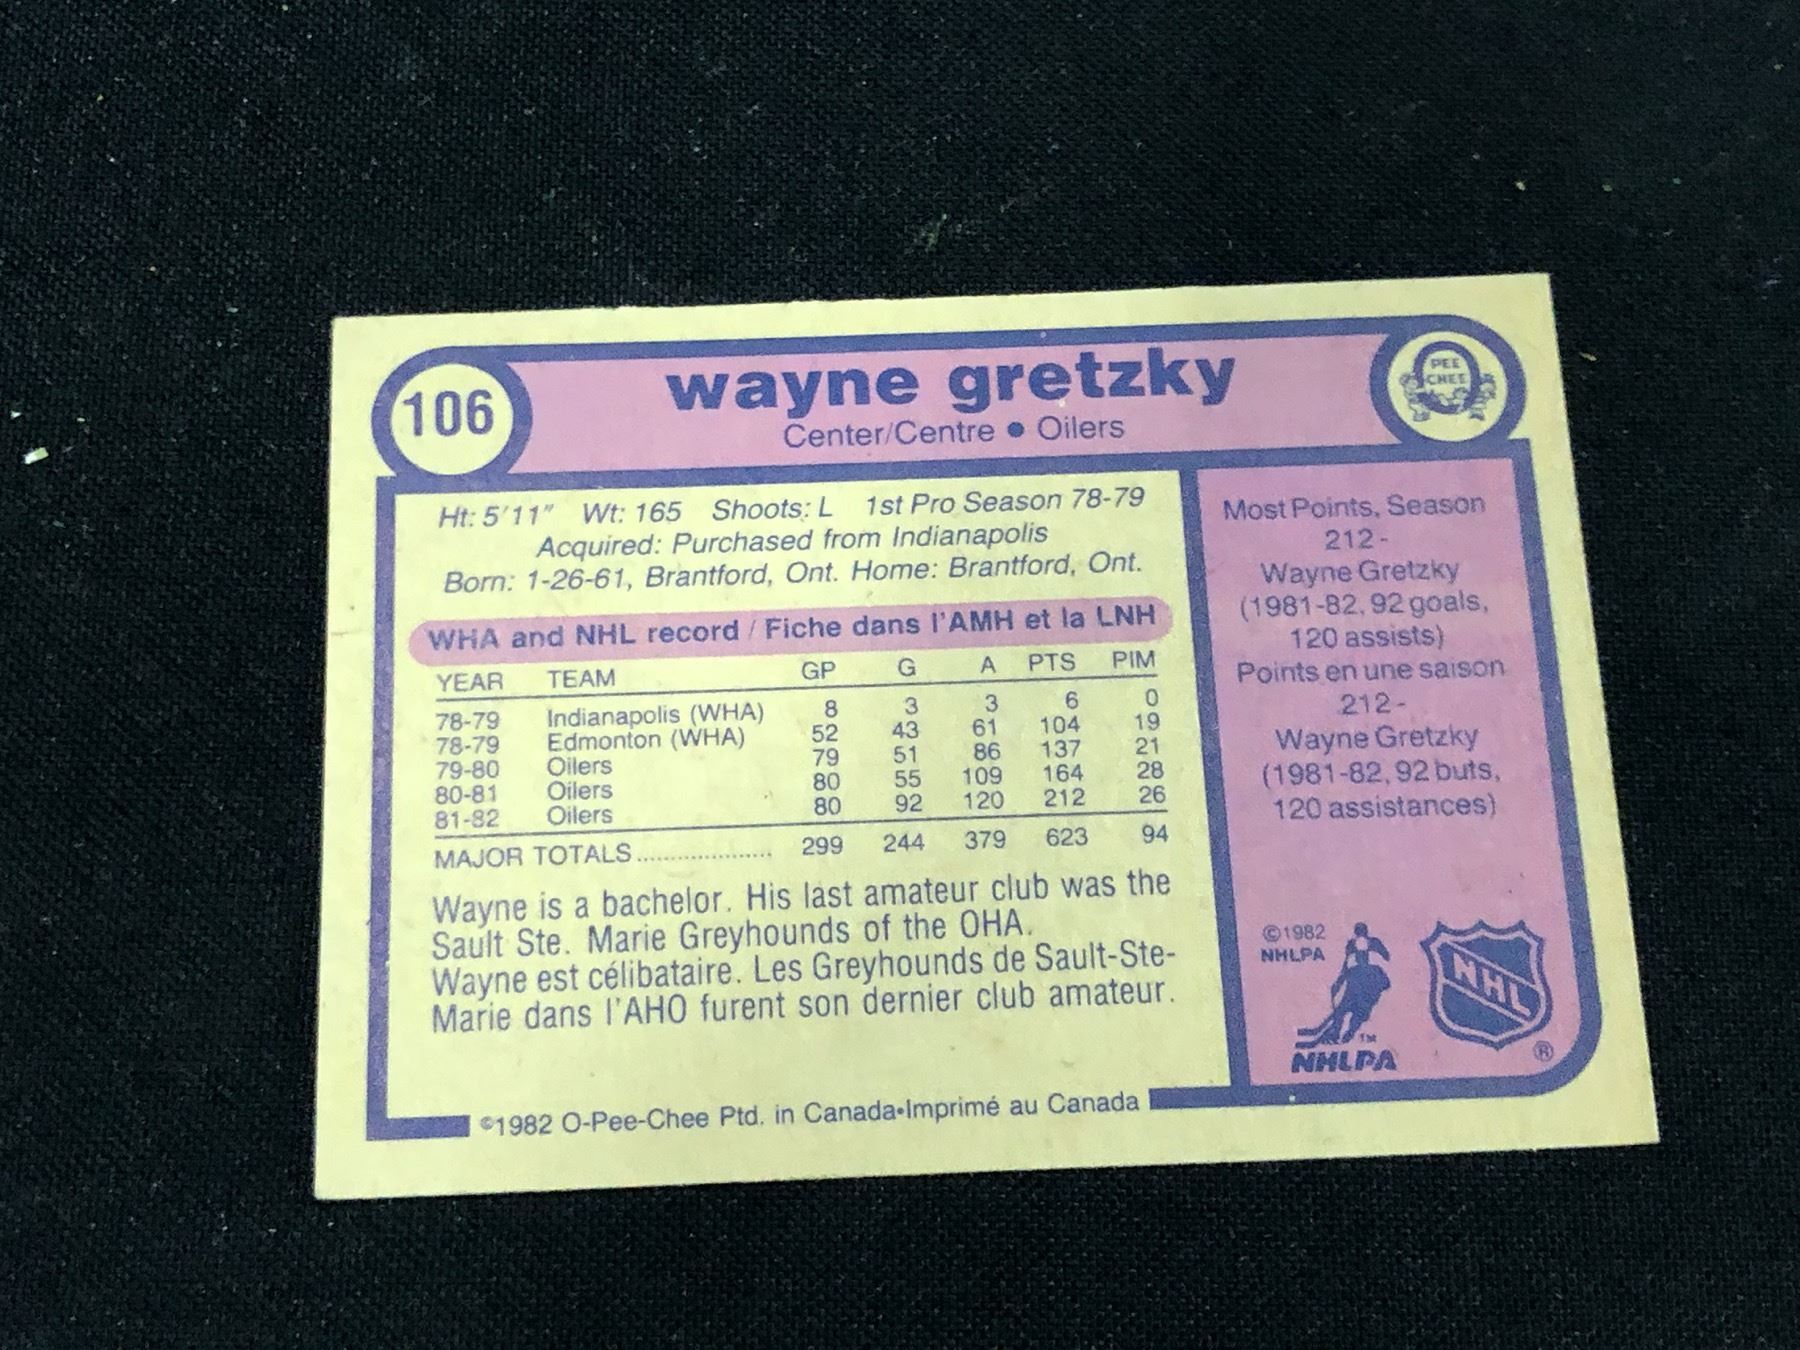 106
wayne gretzky
Center/Centre • Oilers
O
PEE
CHEE
Ht: 5'11" Wt: 165 Shoots: L 1st Pro Season 78-79
Acquired: Purchased from Indianapolis
Born: 1-26-61, Brantford, Ont. Home: Brantford, Ont.
WHA and NHL record / Fiche dans l'AMH et la LNH
YEAR TEAM GP G A PTS PIM
78-79 Indianapolis (WHA) 8 3 3 6 0
78-79 Edmonton (WHA) 52 43 61 104 19
79-80 Oilers 79 51 86 137 21
80-81 Oilers 80 55 109 164 28
81-82 Oilers 80 92 120 212 26
MAJOR TOTALS..................... 299 244 379 623 94
Wayne is a bachelor. His last amateur club was the
Sault Ste. Marie Greyhounds of the OHA.
Wayne est célibataire. Les Greyhounds de Sault-Ste-
Marie dans l'AHO furent son dernier club amateur.
©1982 O-Pee-Chee Ptd. in Canada•Imprimé au Canada
Most Points, Season
212-
Wayne Gretzky
(1981-82, 92 goals,
120 assists)
Points en une saison
212-
Wayne Gretzky
(1981-82, 92 buts,
120 assistances)
©1982
NHLPA
TM
NHLPA
NHL
®